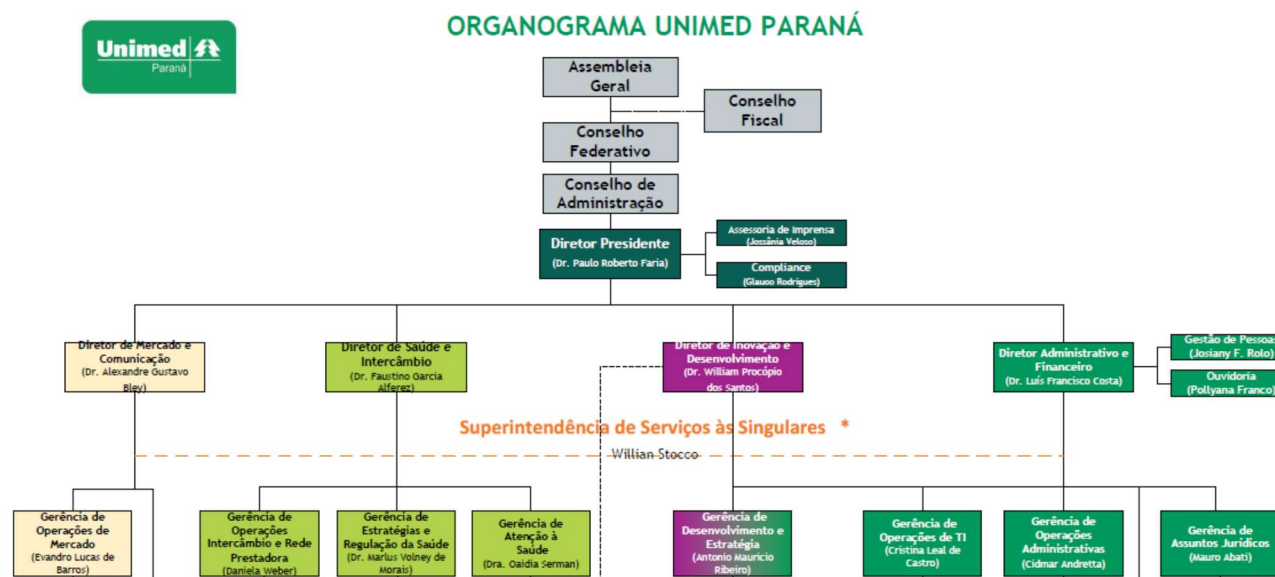 ORGANOGRAMA UNIMED PARANÁ
Unimed
Paraná
Assembleia
Geral
Conselho
Fiscal
Conselho
Federativo
Conselho de
Administração
Diretor Presidente
(Dr. Paulo Roberto Faria)
Assessoria de Imprensa
(Jossânia Veloso)
Compliance
(Glauco Rodrigues)
Diretor de Mercado e
Comunicação
(Dr. Alexandre Gustavo
Bley)
Diretor de Saúde e
Intercâmbio
(Dr. Faustino Garcia
Alferez)
Diretor de Inovação e
Desenvolvimento
(Dr. William Procópio
dos Santos)
Diretor Administrativo e
Financeiro
(Dr. Luís Francisco Costa)
Gestão de Pessoas
(Josiany F. Rolo)
Ouvidoria
(Pollyana Franco)
Superintendência de Serviços às Singulares *
Willian Stocco
Gerência de
Operações de
Mercado
(Evandro Lucas de
Barros)
Gerência de
Operações
Intercâmbio e Rede
Prestadora
(Daniela Weber)
Gerência de
Estratégias e
Regulação da Saúde
(Dr. Marlus Volney de
Morais)
Gerência de
Atenção à
Saúde
(Dra. Oaidia Serman)
Gerência de
Desenvolvimento e
Estratégia
(Antonio Mauricio
Ribeiro)
Gerência de
Operações de TI
(Cristina Leal de
Castro)
Gerência de
Operações
Administrativas
(Cidmar Andretta)
Gerência de
Assuntos Jurídicos
(Mauro Abati)